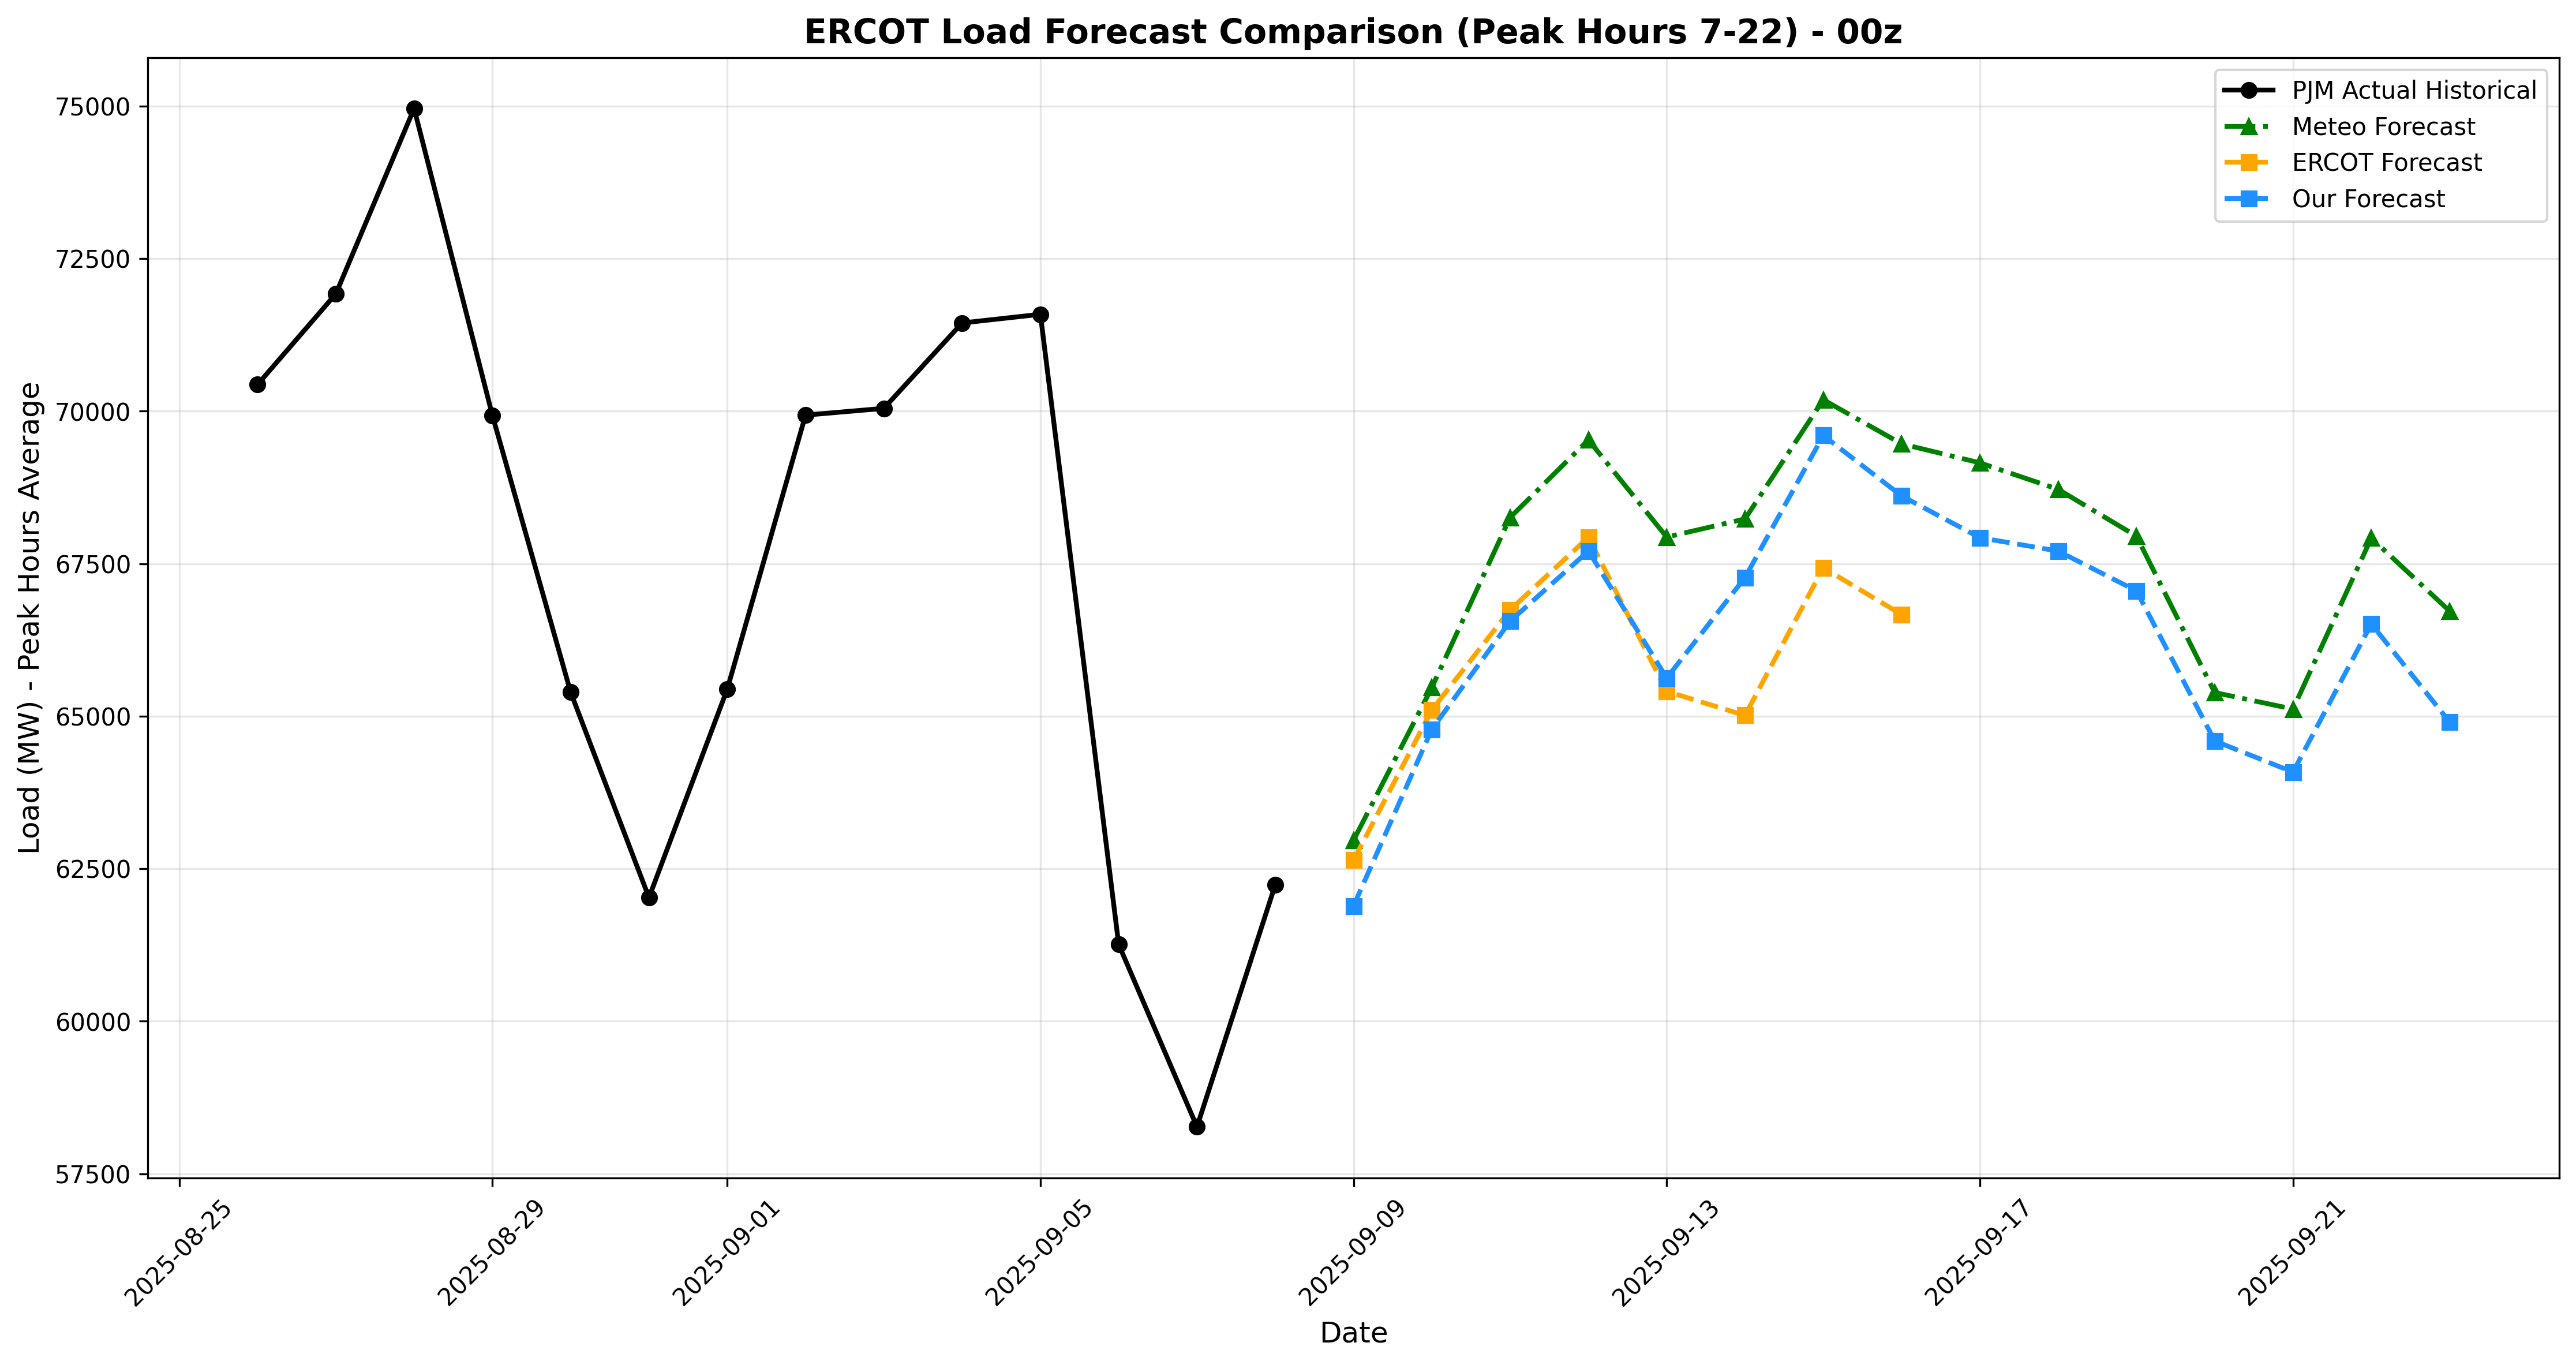 ERCOT Load Forecast Comparison (Peak Hours 7-22) - 00z
PJM Actual Historical
Meteo Forecast
ERCOT Forecast
Our Forecast
Load (MW) - Peak Hours Average
75000
72500
70000
67500
65000
62500
60000
57500
2025-08-25
2025-08-29
2025-09-01
2025-09-05
2025-09-09
2025-09-13
2025-09-17
2025-09-21
Date